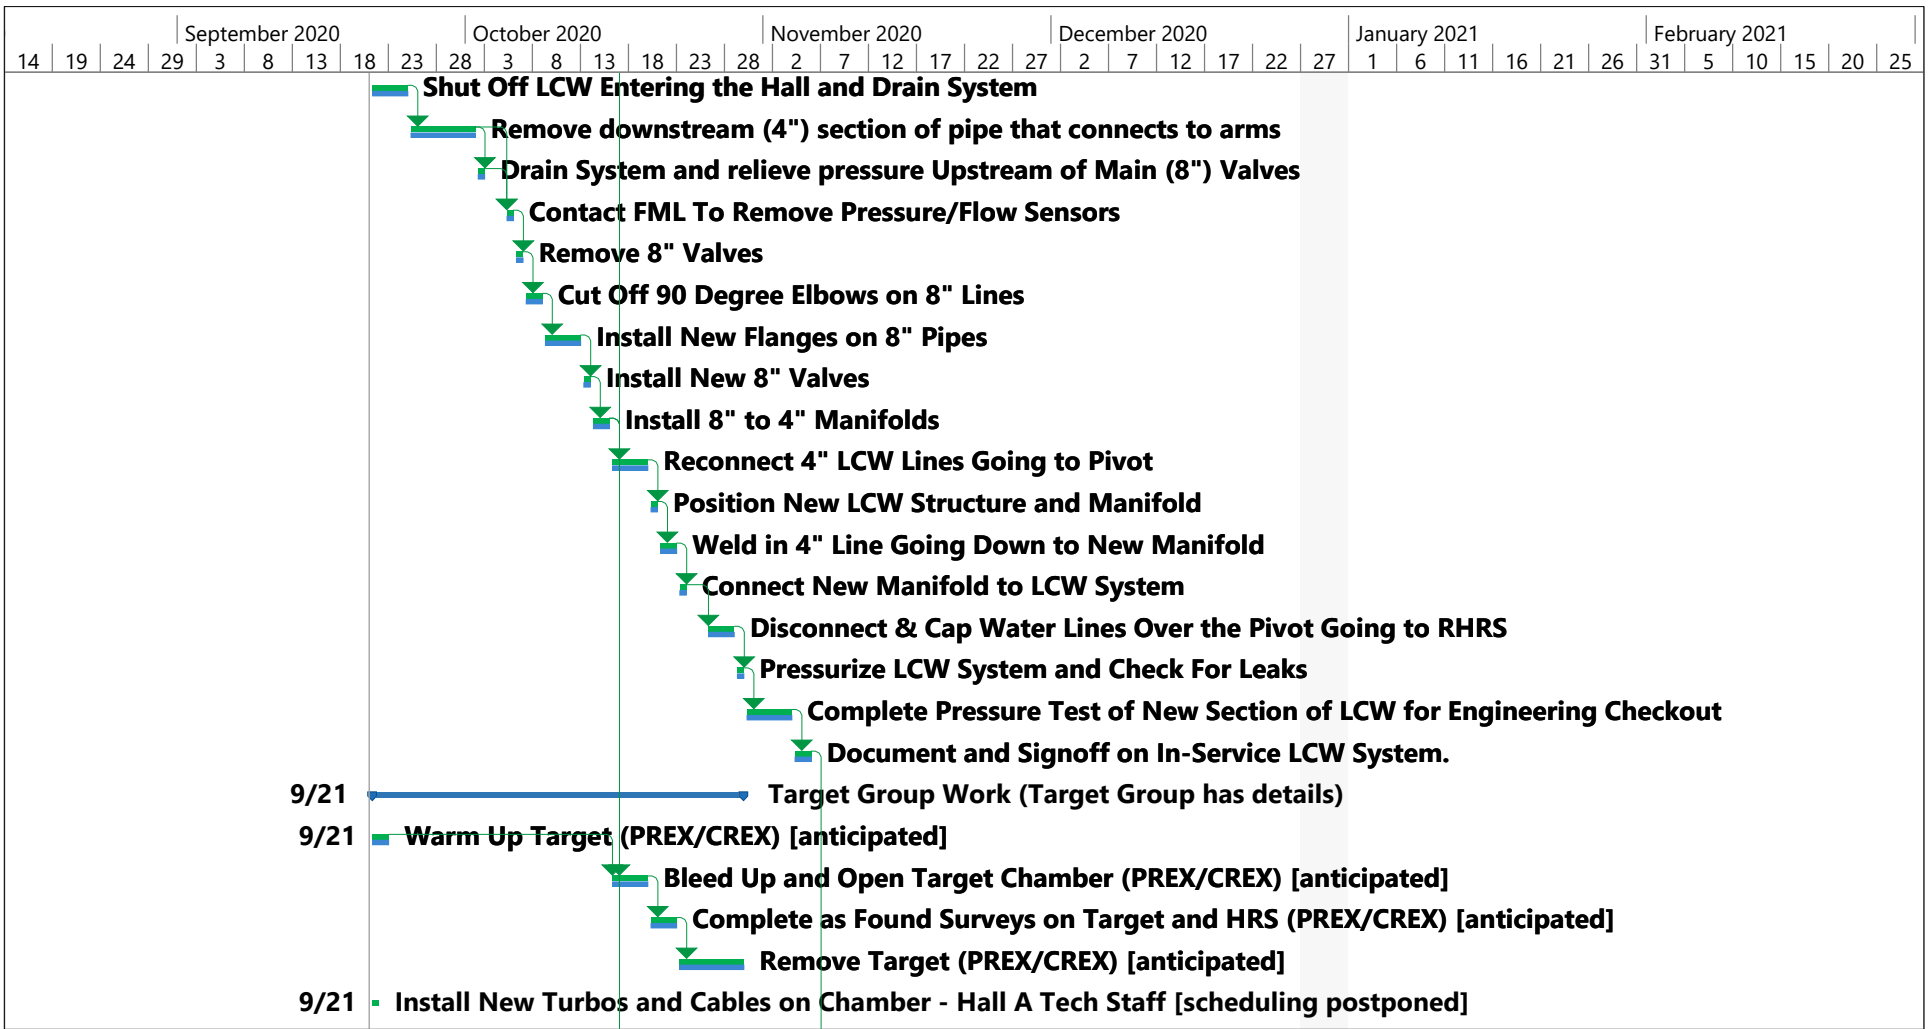 September 2020 October 2020 November 2020 December 2020 January 2021 February 2021
14 19 24 29 3 8 13 18 23 28 3 8 13 18 23 28 2 7 12 17 22 27 2 7 12 17 22 27 1 6 11 16 21 26 31 5 10 15 20 25
Shut Off LCW Entering the Hall and Drain System
Remove downstream (4") section of pipe that connects to arms
Drain System and relieve pressure Upstream of Main (8") Valves
Contact FML To Remove Pressure/Flow Sensors
Remove 8" Valves
Cut Off 90 Degree Elbows on 8" Lines
Install New Flanges on 8" Pipes
Install New 8" Valves
Install 8" to 4" Manifolds
Reconnect 4" LCW Lines Going to Pivot
Position New LCW Structure and Manifold
Weld in 4" Line Going Down to New Manifold
Connect New Manifold to LCW System
Disconnect & Cap Water Lines Over the Pivot Going to RHRS
Pressurize LCW System and Check For Leaks
Complete Pressure Test of New Section of LCW for Engineering Checkout
Document and Signoff on In-Service LCW System.
9/21 Target Group Work (Target Group has details)
9/21 Warm Up Target (PREX/CREX) [anticipated]
Bleed Up and Open Target Chamber (PREX/CREX) [anticipated]
Complete as Found Surveys on Target and HRS (PREX/CREX) [anticipated]
Remove Target (PREX/CREX) [anticipated]
9/21 Install New Turbos and Cables on Chamber - Hall A Tech Staff [scheduling postponed]